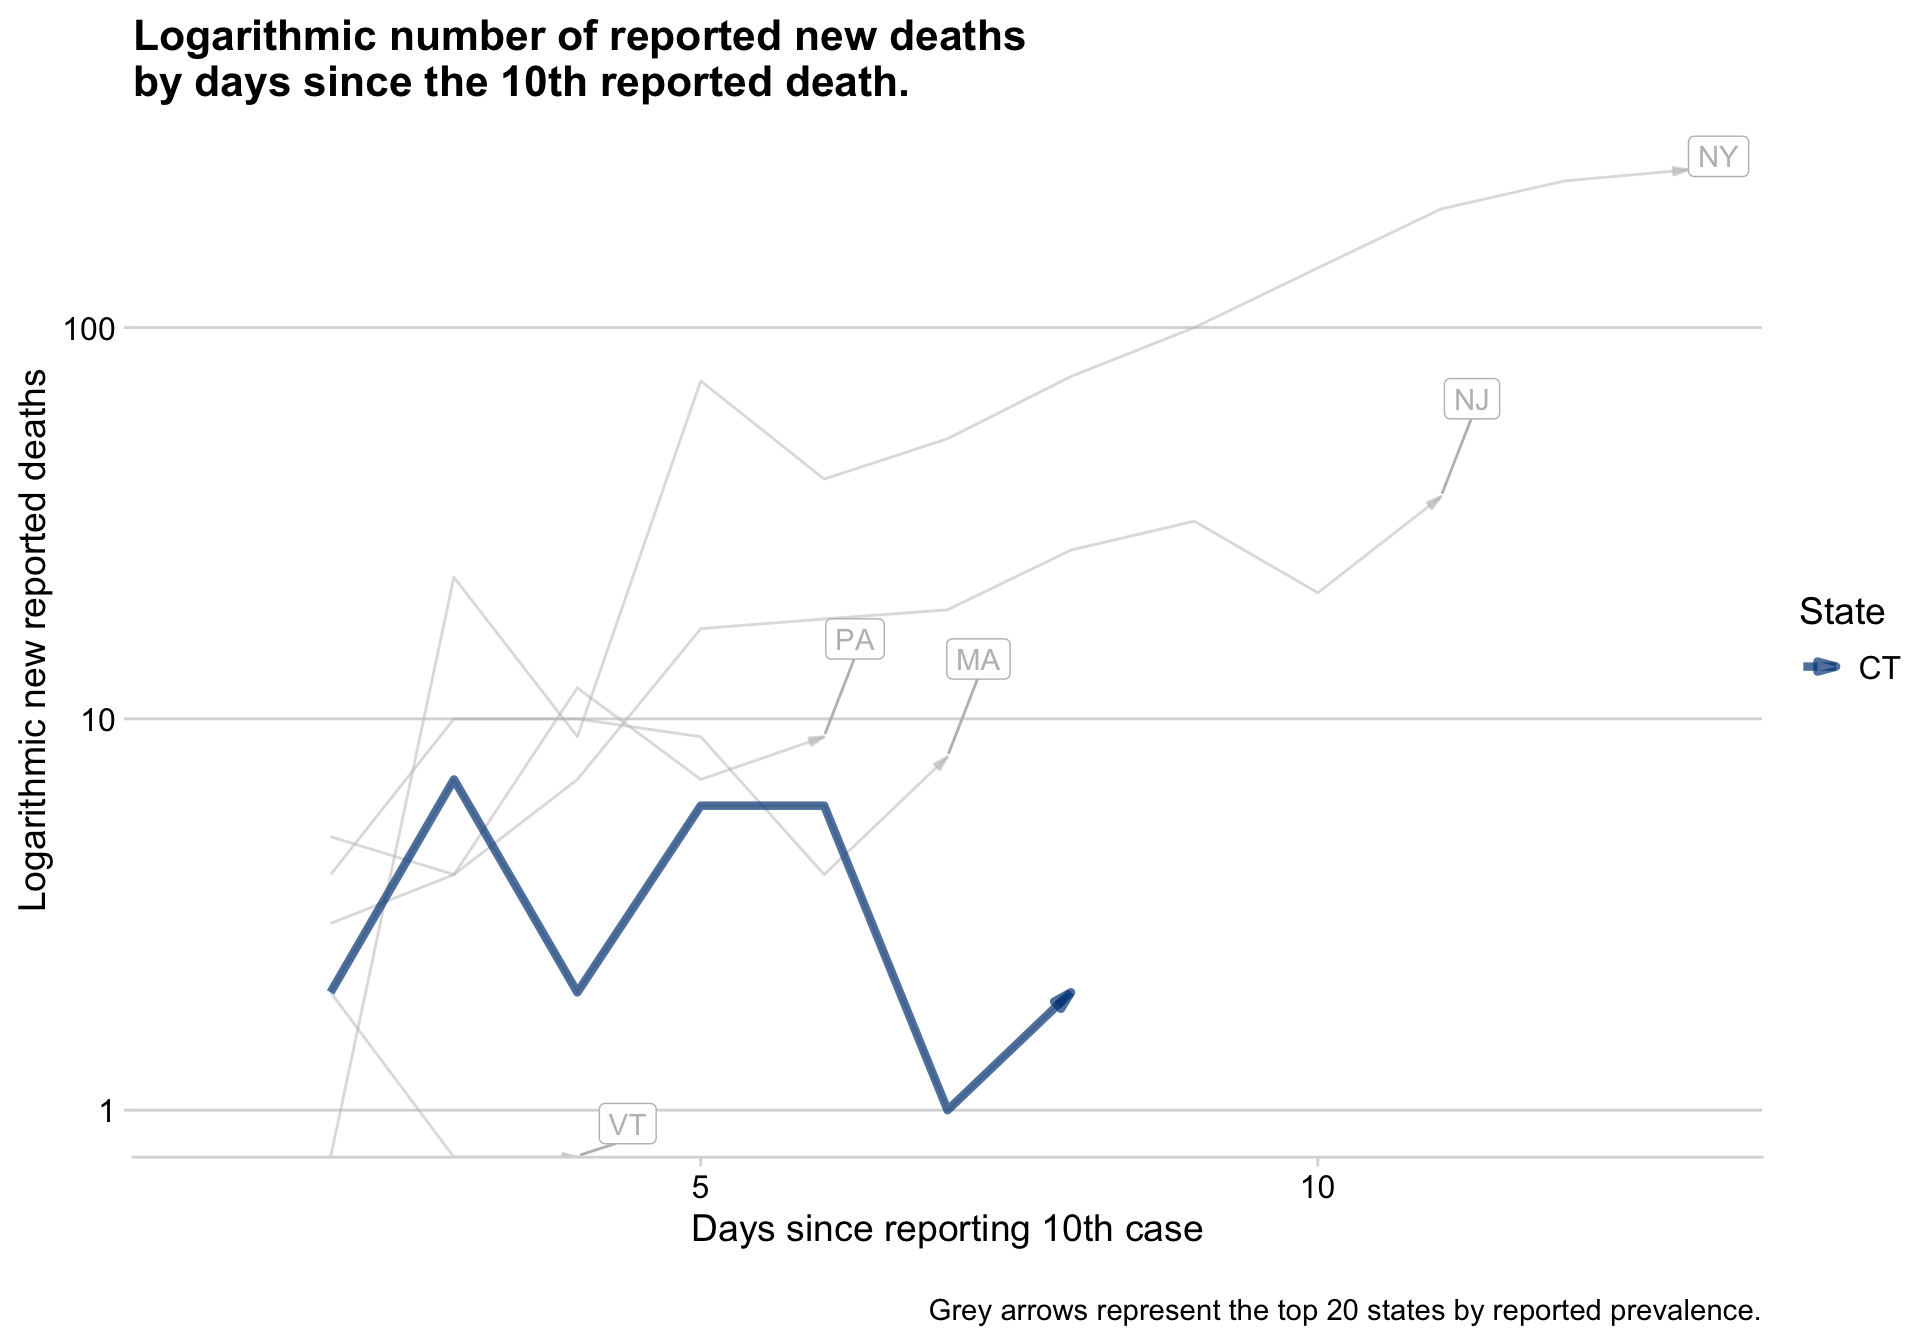 Logarithmic number of reported new deaths
by days since the 10th reported death.
NY
100
NJ
Logarithmic new reported deaths
State
PA
MA
CT
10
1
VT
5
10
Days since reporting 10th case
Grey arrows represent the top 20 states by reported prevalence.